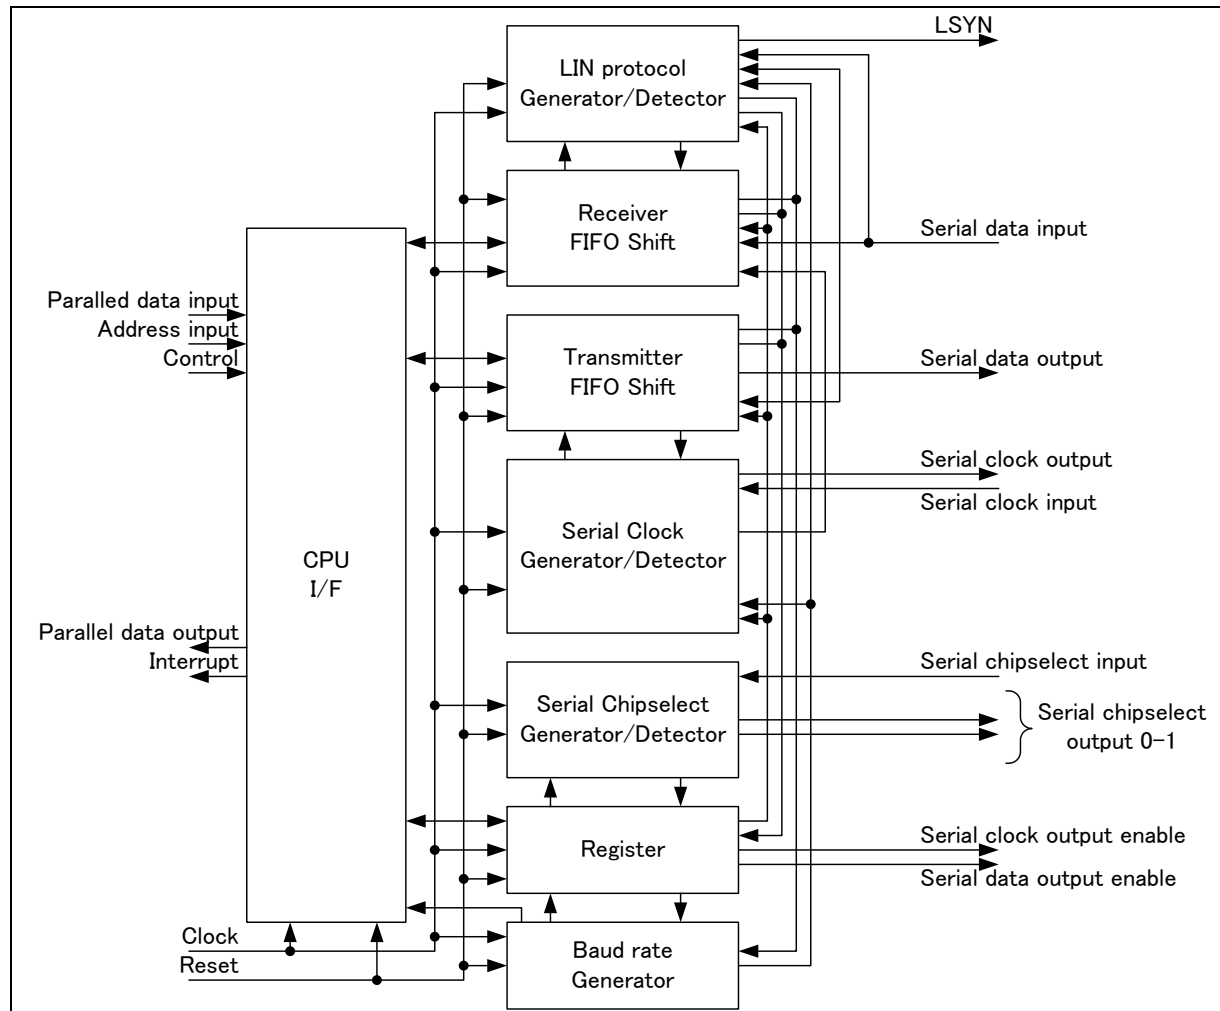 LSYN
LIN protocol
Generator/Detector
Receiver
FIFO Shift
Serial data input
Paralled data input
Address input
Control
Transmitter
FIFO Shift
Serial data output
Serial clock output
Serial clock input
Serial Clock
Generator/Detector
CPU
I/F
Parallel data output
Interrupt
Serial chipselect input
Serial Chipselect
Generator/Detector
Serial chipselect
output 0-1
Register
Serial clock output enable
Serial data output enable
Clock
Reset
Baud rate
Generator